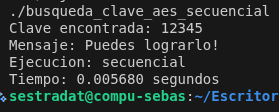 ./busqueda_clave_aes_secuencial
Clave encontrada: 12345
Mensaje: Puedes lograrlo!
Ejecucion: secuencial
Tiempo: 0.005680 segundos
sestradat@compu-sebas:~/Escritor